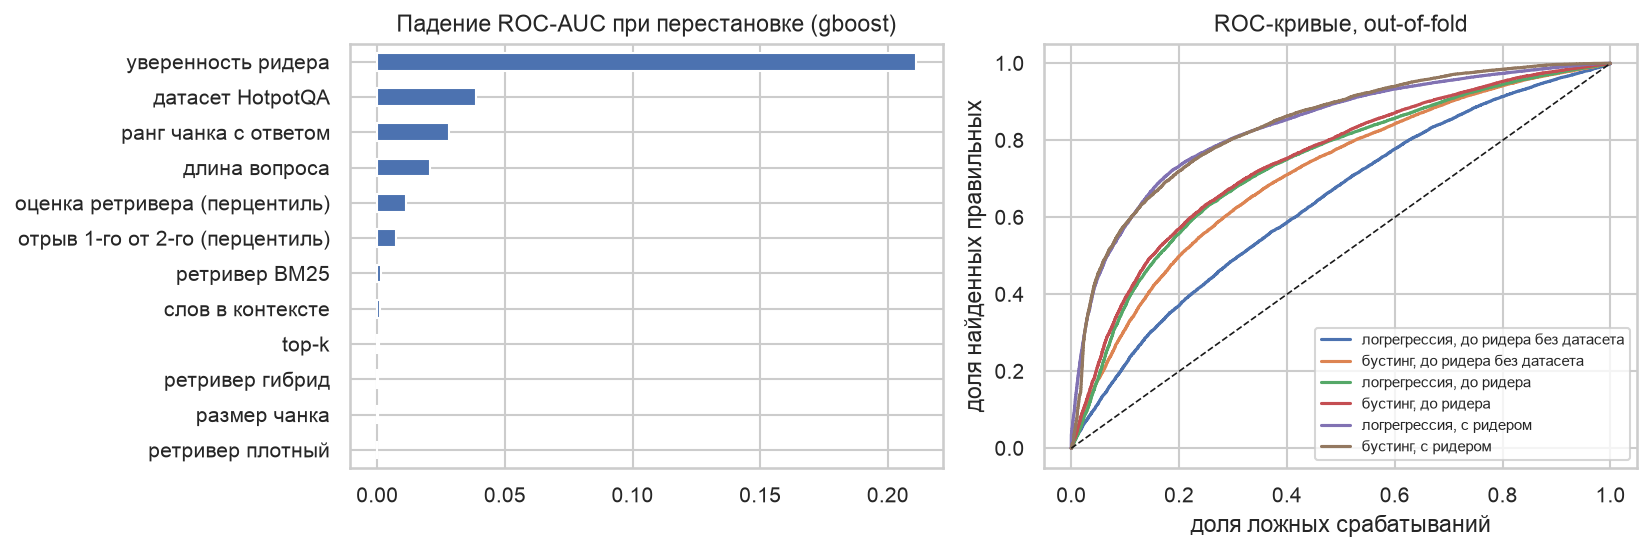 Падение ROC-AUC при перестановке (gboost)
уверенность ридера
датасет HotpotQA
ранг чанка с ответом
длина вопроса
оценка ретривера (перцентиль)
отрыв 1-го от 2-го (перцентиль)
ретривер BM25
слов в контексте
top-k
ретривер гибрид
размер чанка
ретривер плотный
0.00 0.05 0.10 0.15 0.20
ROC-кривые, out-of-fold
доля найденных правильных
1.0
0.8
0.6
0.4
0.2
0.0
логрегрессия, до ридера без датасета
бустинг, до ридера без датасета
логрегрессия, до ридера
бустинг, до ридера
логрегрессия, с ридером
бустинг, с ридером
0.0 0.2 0.4 0.6 0.8 1.0
доля ложных срабатываний